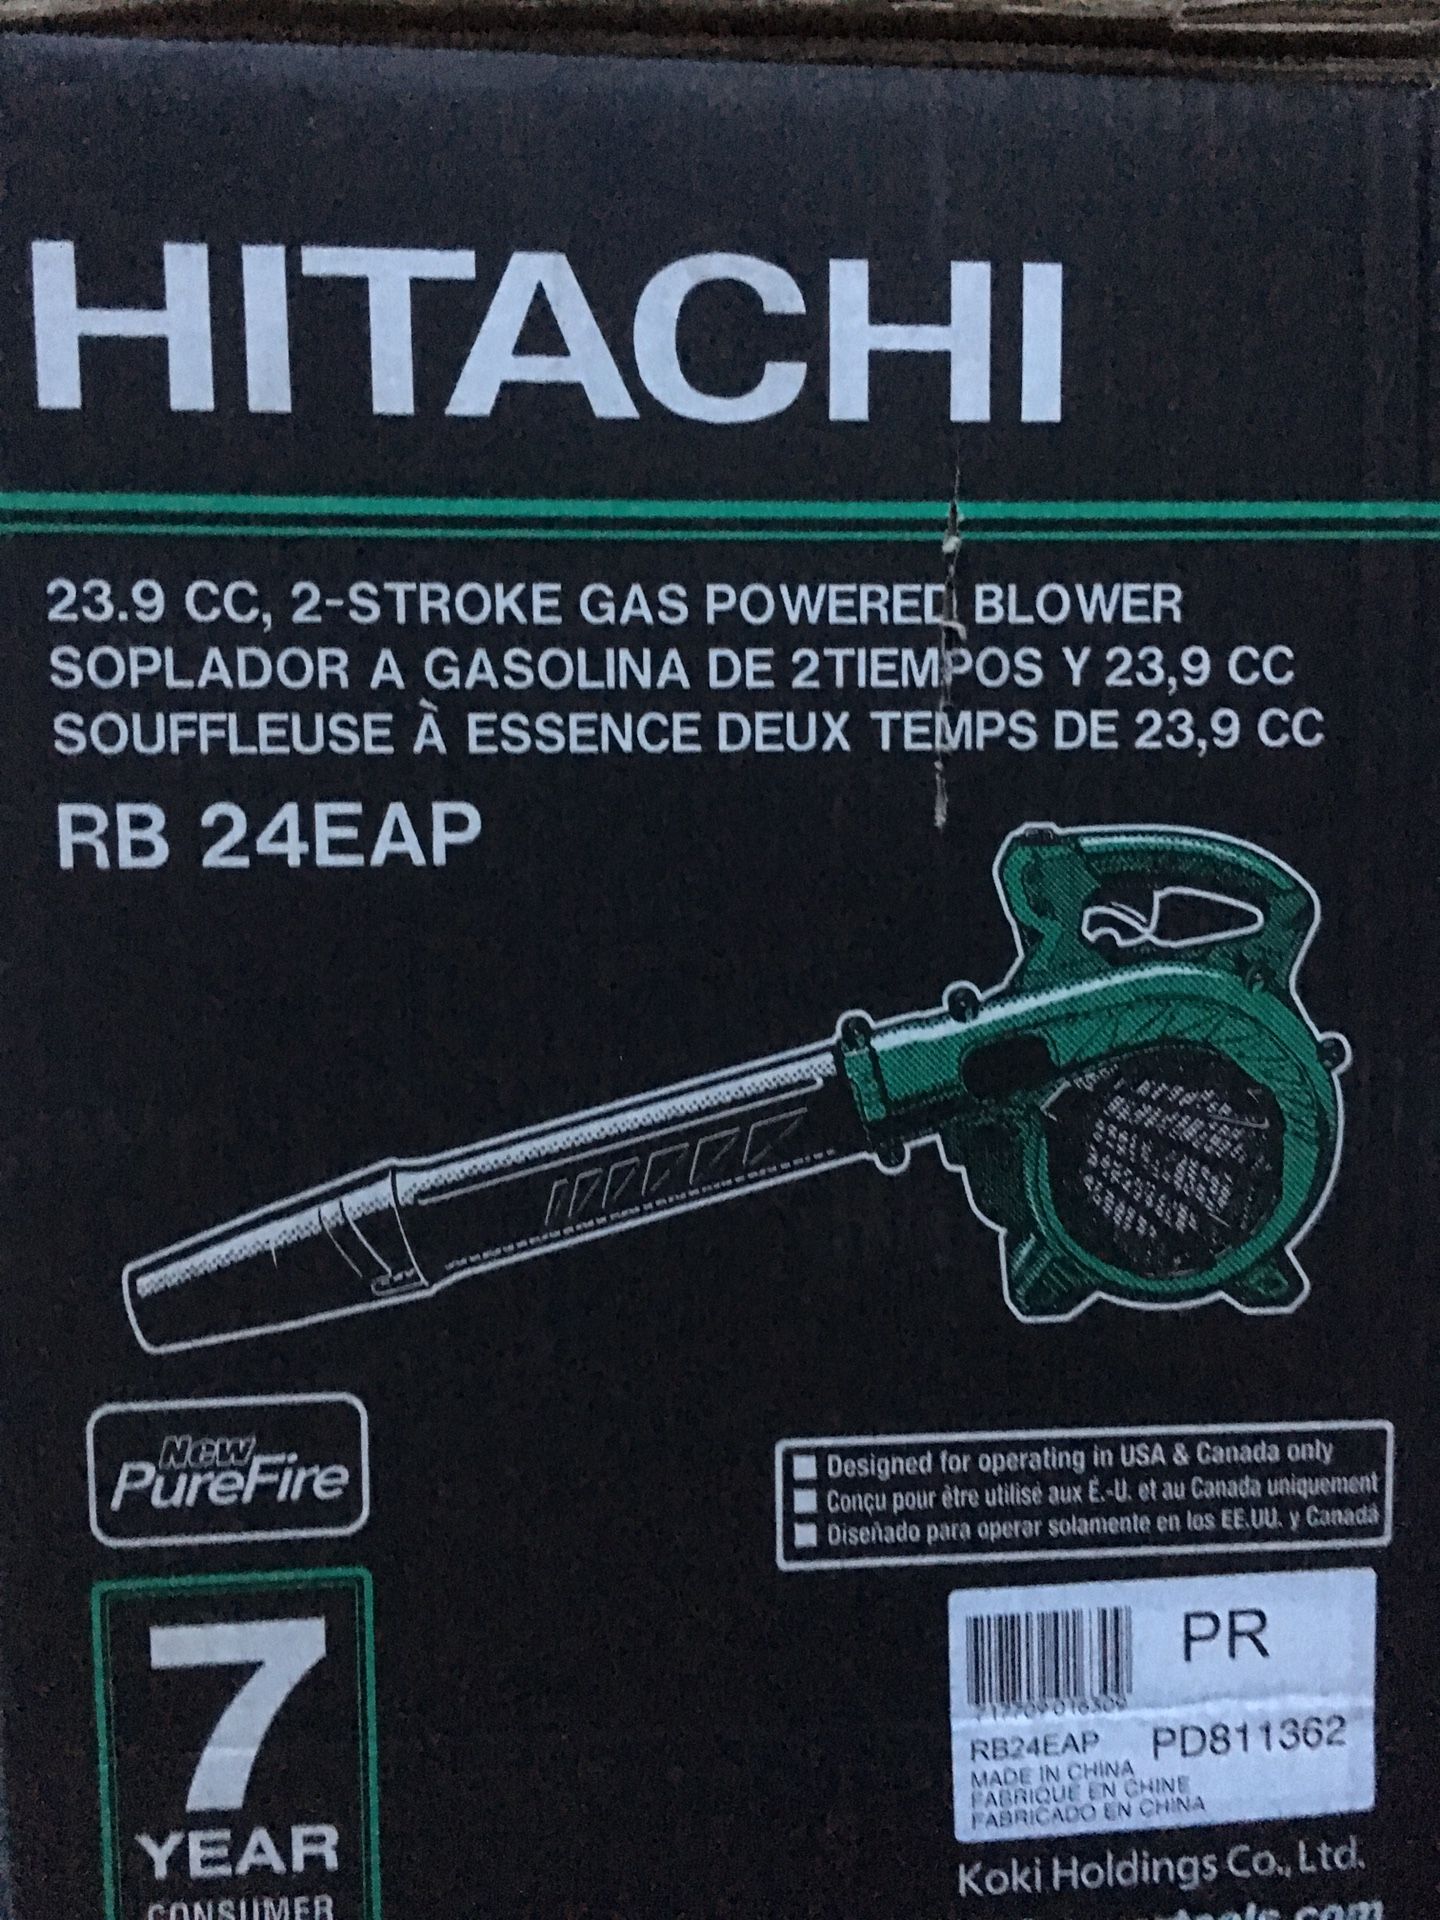 HITACHI
23.9 CC, 2-STROKE GAS POWERED BLOWER
SOPLADOR A GASOLINA DE 2TIEMPOS Y 23,9 CC
SOUFFLEUSE À ESSENCE DEUX TEMPS DE 23,9 CC
RB 24EAP
New
PureFire
Designed for operating in USA & Canada only
Conçu pour être utilisé aux É.-U. et au Canada uniquement
Diseñado para operar solamente en los EE.UU. y Canadá
7
YEAR
CONSUMER
PR
717709 016309
RB24EAP PD811362
MADE IN CHINA
FABRIQUE EN CHINE
FABRICADO EN CHINA
Koki Holdings Co., Ltd.